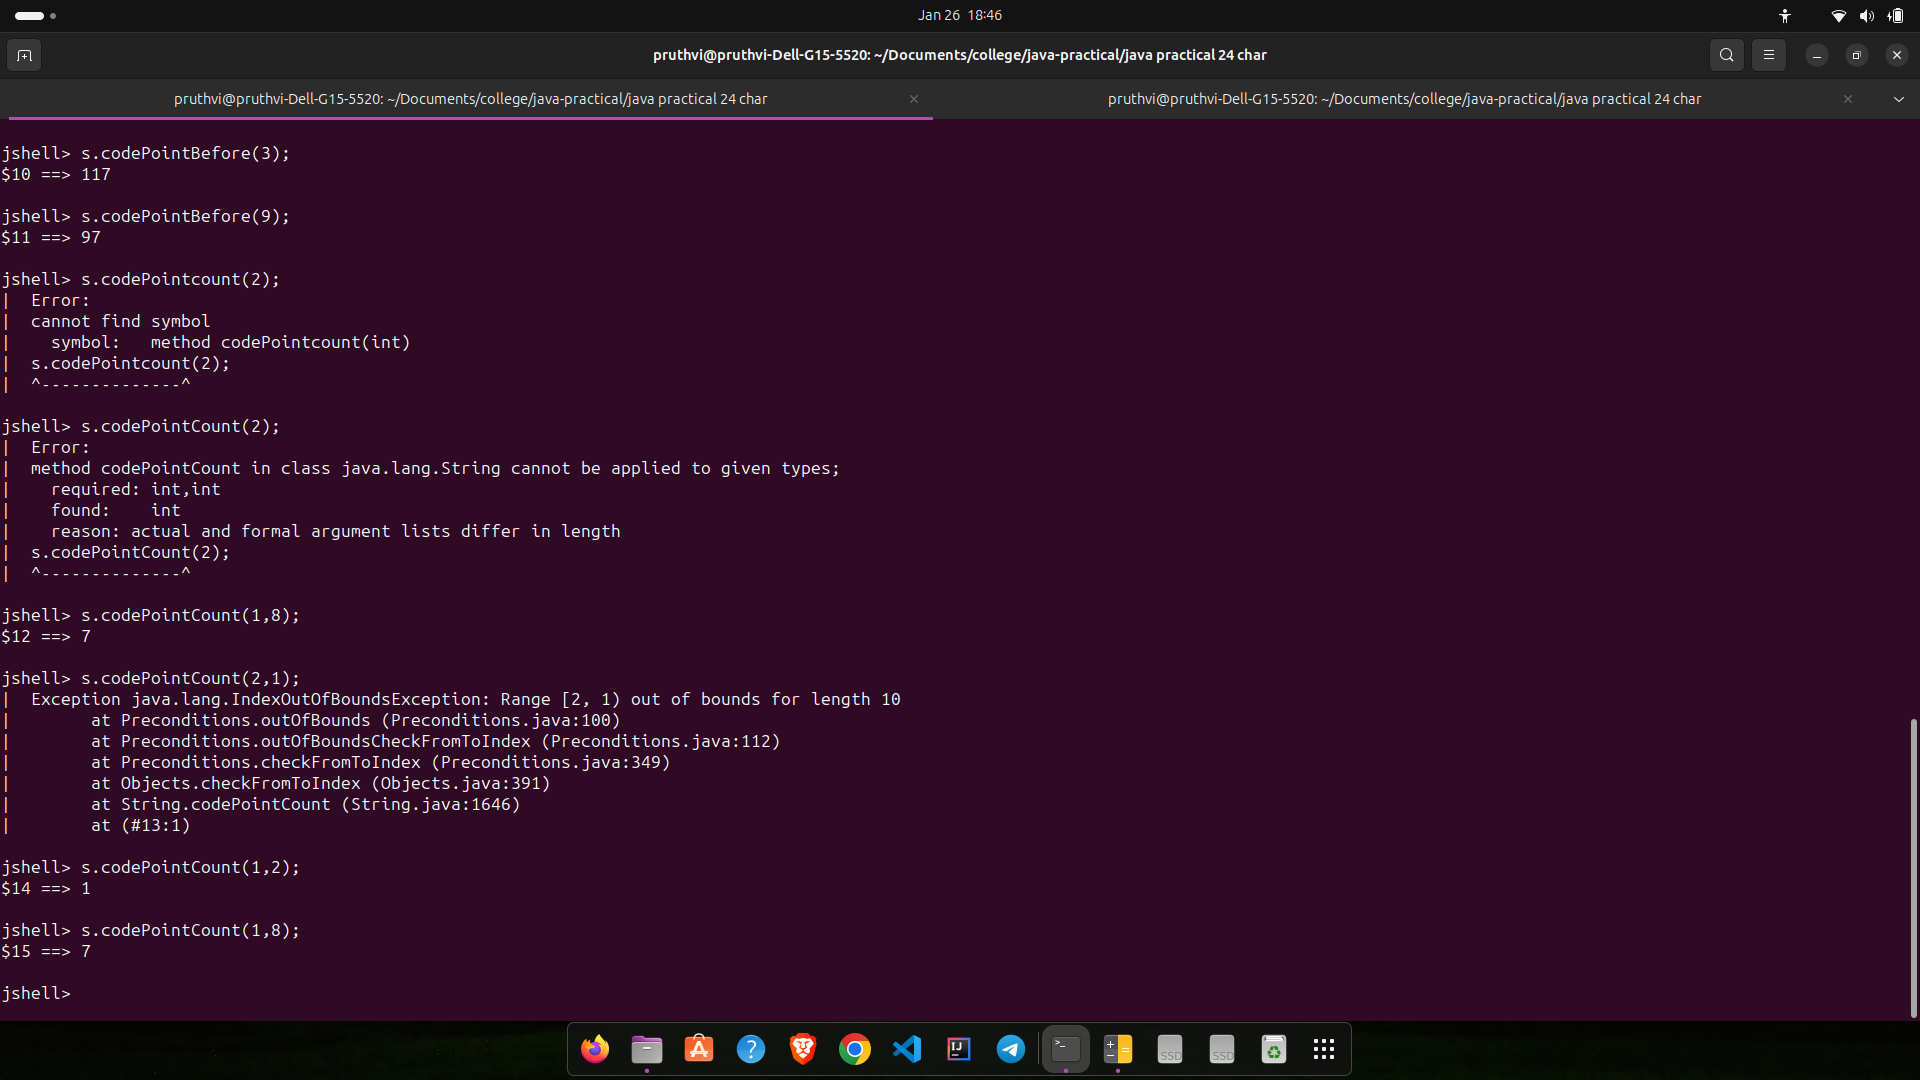 Jan 26  18:46
pruthvi@pruthvi-Dell-G15-5520: ~/Documents/college/java-practical/java practical 24 char
pruthvi@pruthvi-Dell-G15-5520: ~/Documents/college/java-practical/java practical 24 char
pruthvi@pruthvi-Dell-G15-5520: ~/Documents/college/java-practical/java practical 24 char
jshell> s.codePointBefore(3);
$10 ==> 117
jshell> s.codePointBefore(9);
$11 ==> 97
jshell> s.codePointcount(2);
|  Error:
|  cannot find symbol
|    symbol:   method codePointcount(int)
|  s.codePointcount(2);
|  ^--------------^
jshell> s.codePointCount(2);
|  Error:
|  method codePointCount in class java.lang.String cannot be applied to given types;
|    required: int,int
|    found:    int
|    reason: actual and formal argument lists differ in length
|  s.codePointCount(2);
|  ^--------------^
jshell> s.codePointCount(1,8);
$12 ==> 7
jshell> s.codePointCount(2,1);
|  Exception java.lang.IndexOutOfBoundsException: Range [2, 1) out of bounds for length 10
|        at Preconditions.outOfBounds (Preconditions.java:100)
|        at Preconditions.outOfBoundsCheckFromToIndex (Preconditions.java:112)
|        at Preconditions.checkFromToIndex (Preconditions.java:349)
|        at Objects.checkFromToIndex (Objects.java:391)
|        at String.codePointCount (String.java:1646)
|        at (#13:1)
jshell> s.codePointCount(1,2);
$14 ==> 1
jshell> s.codePointCount(1,8);
$15 ==> 7
jshell>
IJ
SSD
SSD